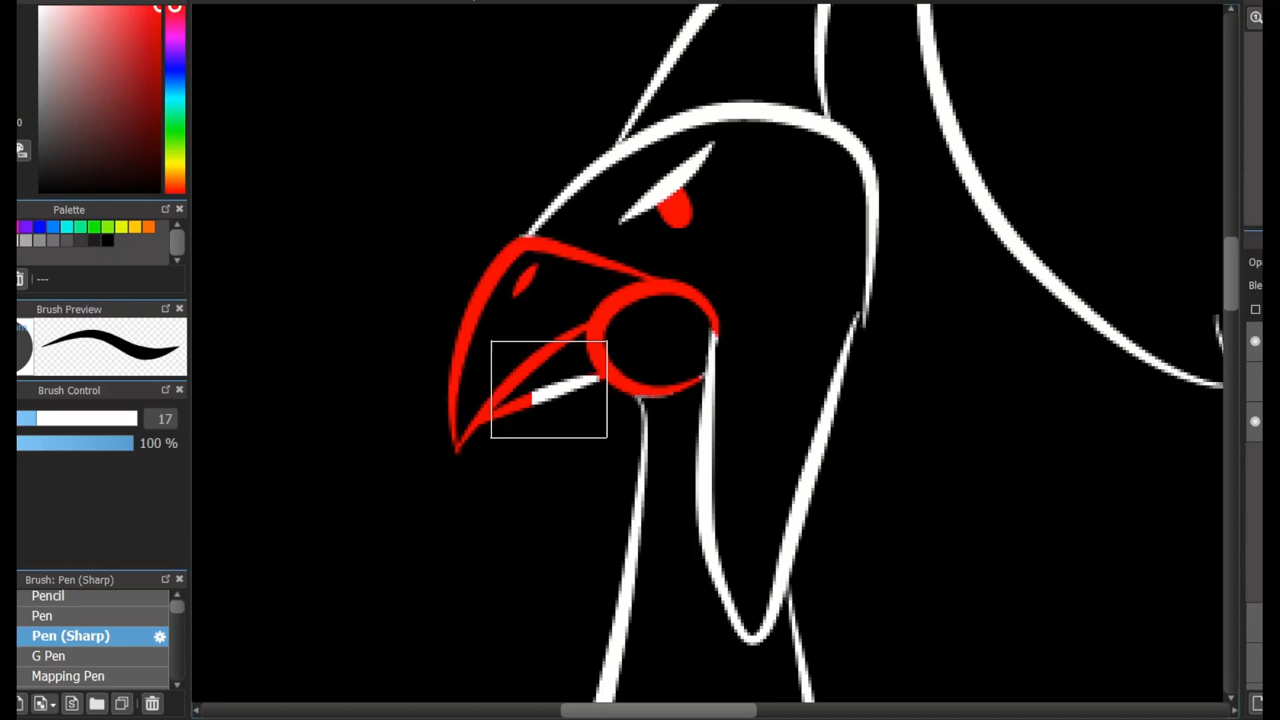 0
Palette
---
Brush Preview
Brush Control
17
100 %
Brush: Pen (Sharp)
Pencil
Pen
Pen (Sharp)
G Pen
Mapping Pen
Opa
Ble